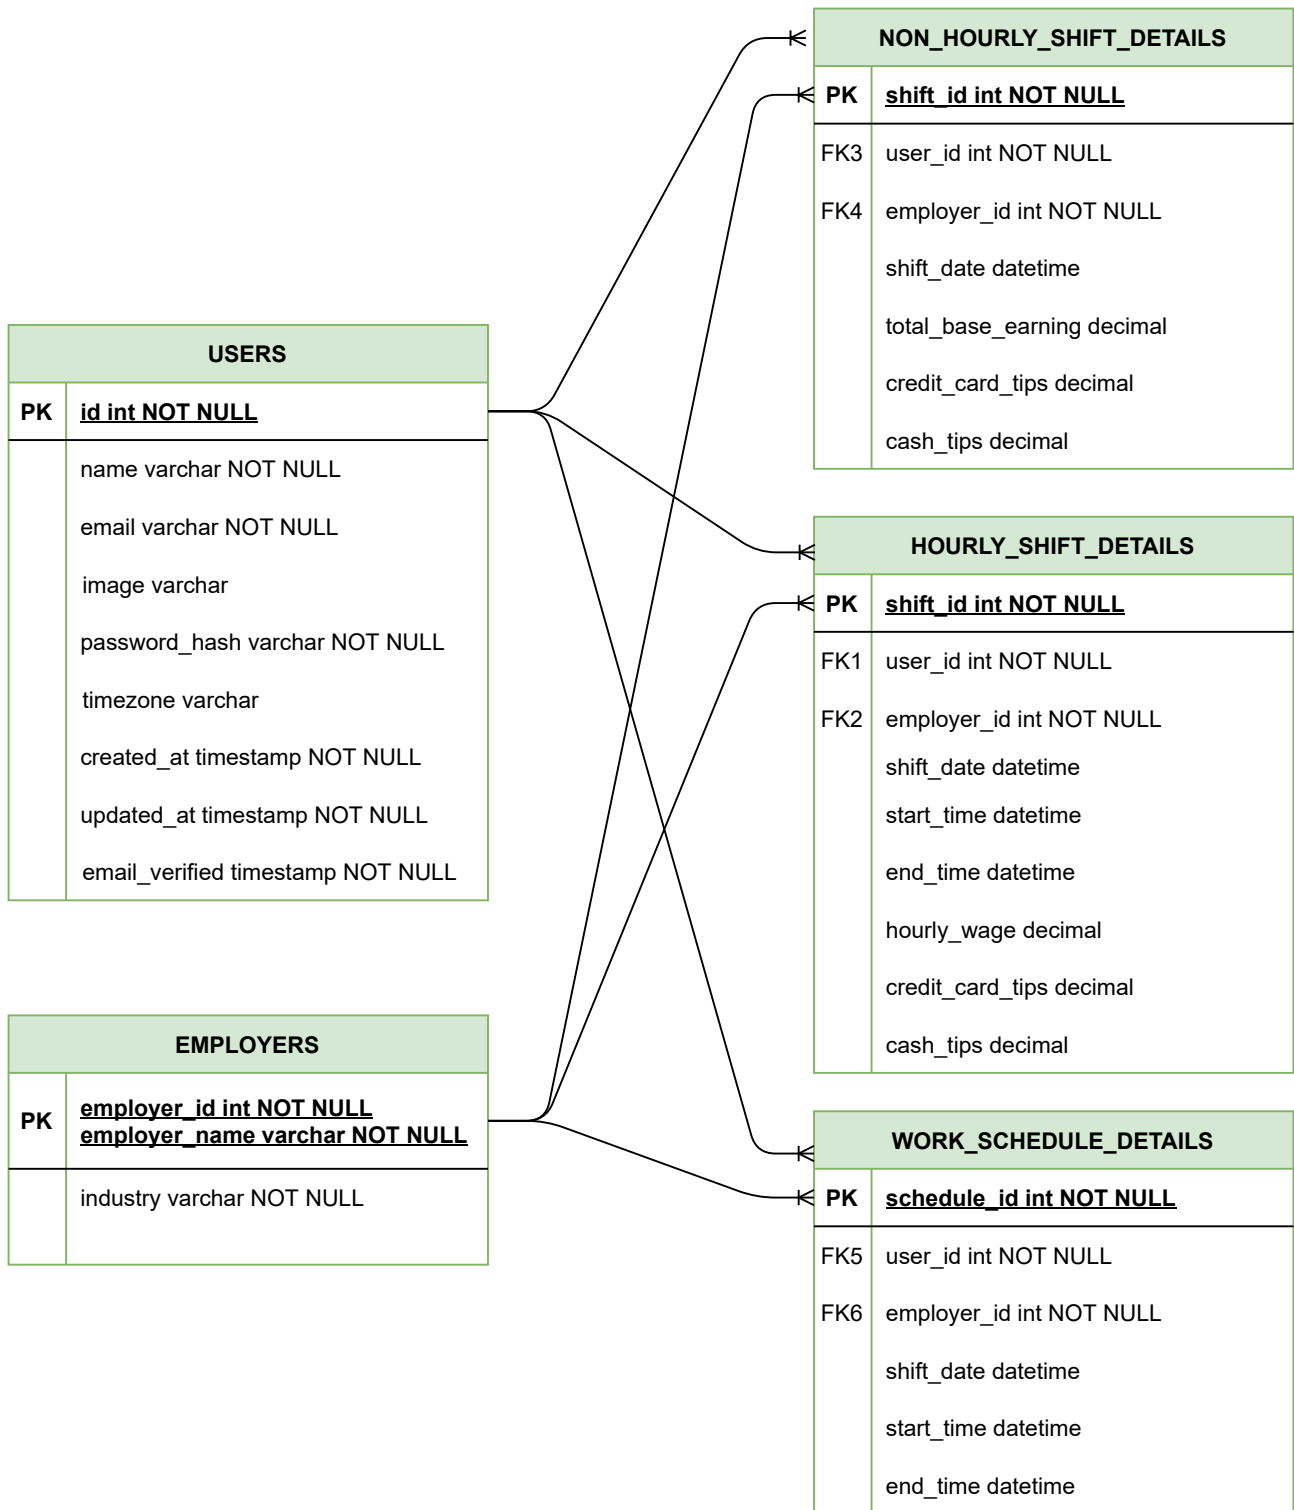 NON_HOURLY_SHIFT_DETAILS
PK shift_id int NOT NULL
FK3 user_id int NOT NULL
FK4 employer_id int NOT NULL
shift_date datetime
total_base_earning decimal
credit_card_tips decimal
cash_tips decimal
USERS
PK id int NOT NULL
name varchar NOT NULL
email varchar NOT NULL
image varchar
password_hash varchar NOT NULL
timezone varchar
created_at timestamp NOT NULL
updated_at timestamp NOT NULL
email_verified timestamp NOT NULL
HOURLY_SHIFT_DETAILS
PK shift_id int NOT NULL
FK1 user_id int NOT NULL
FK2 employer_id int NOT NULL
shift_date datetime
start_time datetime
end_time datetime
hourly_wage decimal
credit_card_tips decimal
cash_tips decimal
EMPLOYERS
PK employer_id int NOT NULL
employer_name varchar NOT NULL
industry varchar NOT NULL
WORK_SCHEDULE_DETAILS
PK schedule_id int NOT NULL
FK5 user_id int NOT NULL
FK6 employer_id int NOT NULL
shift_date datetime
start_time datetime
end_time datetime